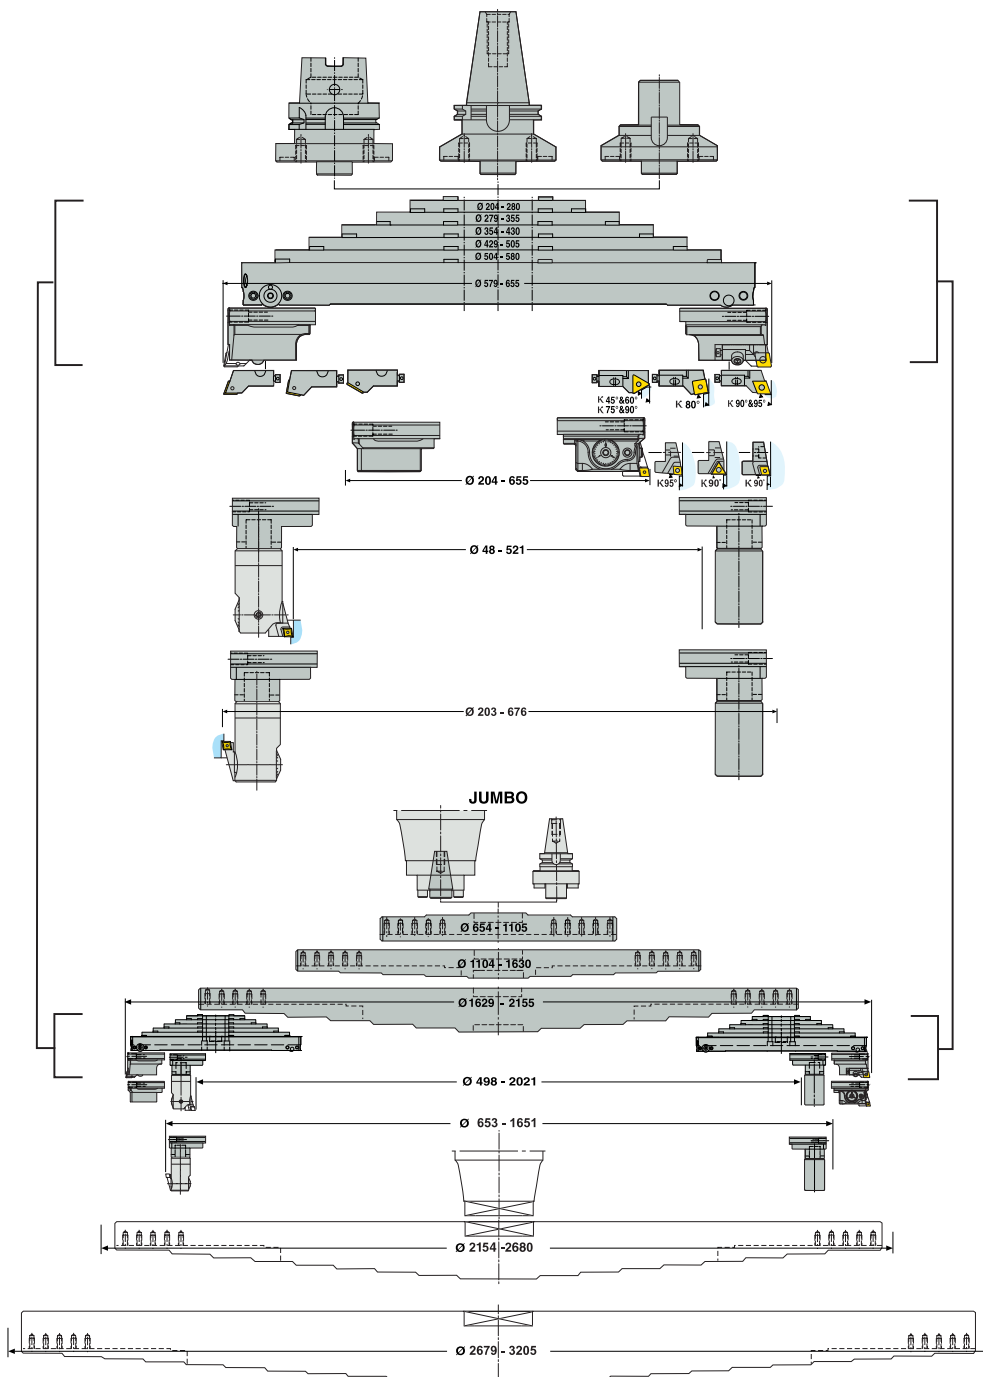 Ø 204 - 280
Ø 279 - 355
Ø 354 - 430
Ø 429 - 505
Ø 504 - 580
Ø 579 - 655
K 45°&60°
K 75°&90°
K 80°
K 90°&95°
Ø 204 - 655
K95°
K90°
K 90°
Ø 48 - 521
Ø 203 - 676
JUMBO
Ø 654 - 1105
Ø 1104 - 1630
Ø 1629 - 2155
Ø 498 - 2021
Ø 653 - 1651
Ø 2154 - 2680
Ø 2679 - 3205